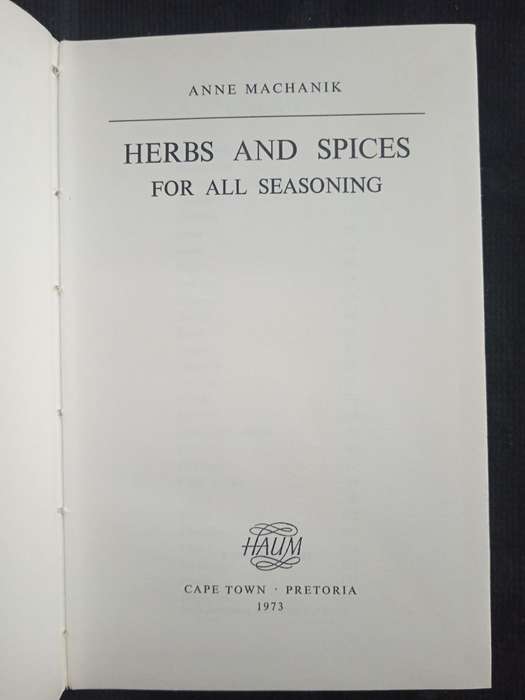 ANNE MACHANIK
HERBS AND SPICES
FOR ALL SEASONING
HAUM
CAPE TOWN · PRETORIA
1973